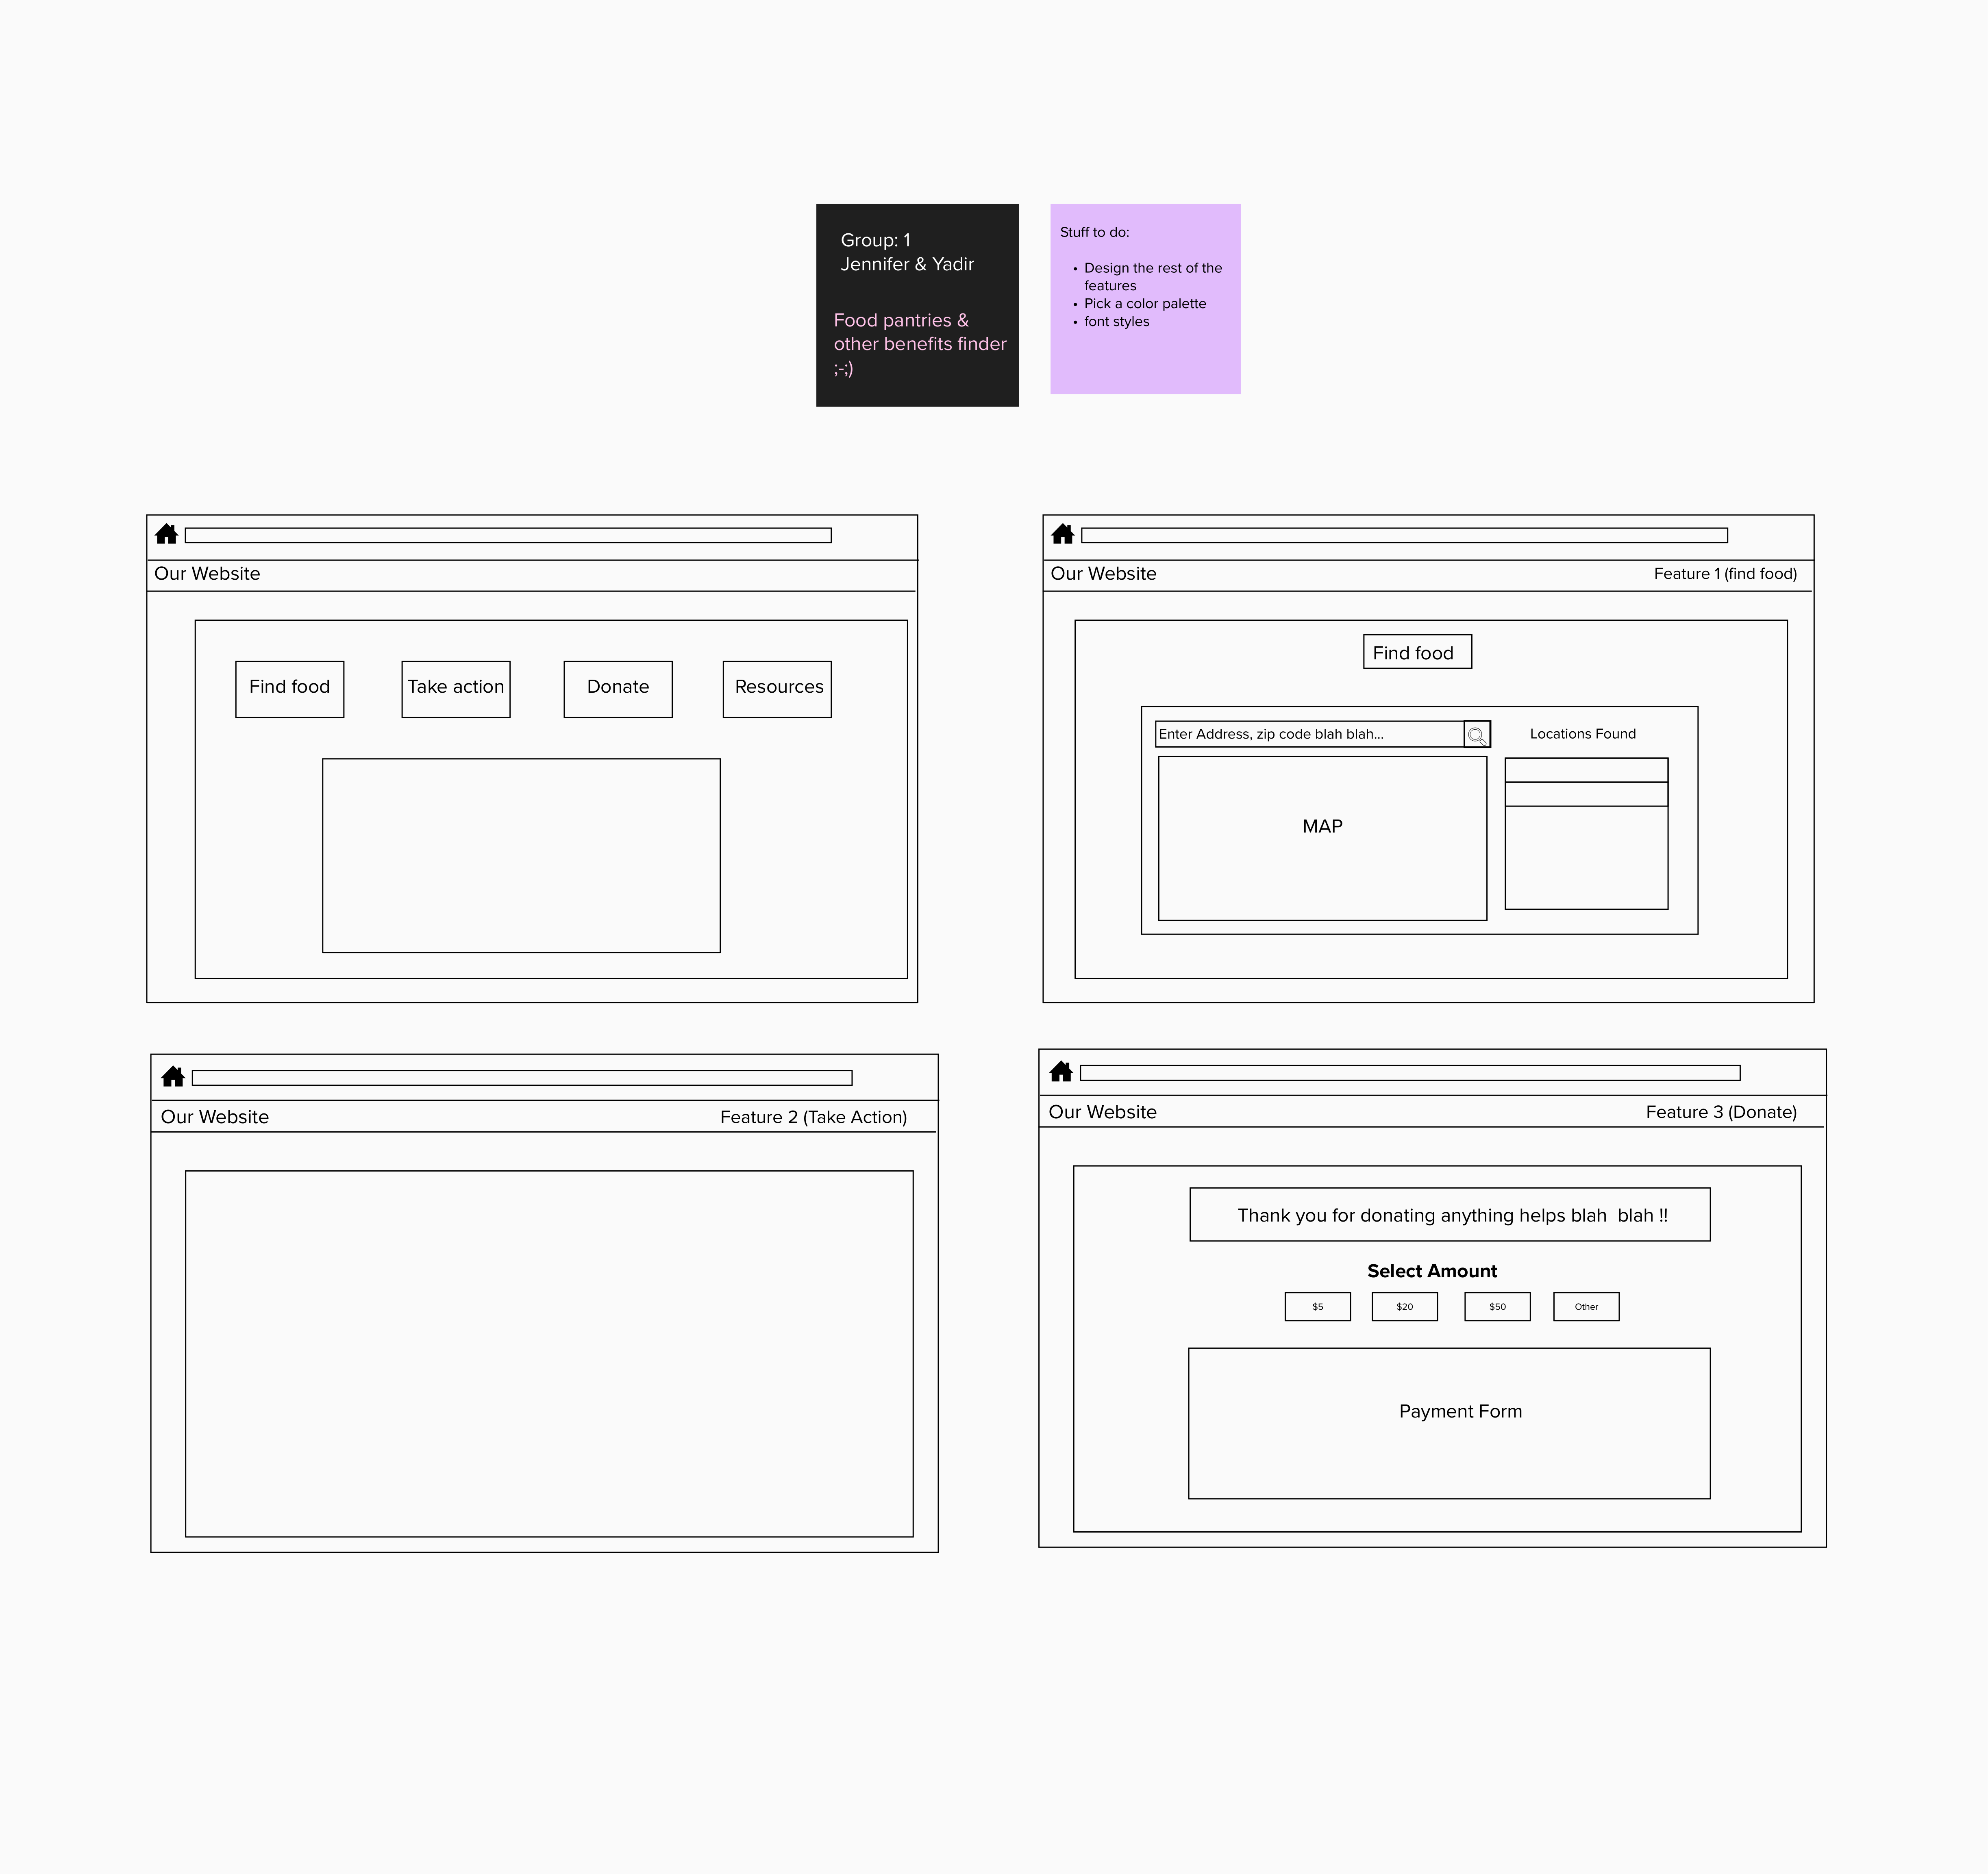 Group: 1
Jennifer & Yadir
Food pantries &
other benefits finder
;-;)
Stuff to do:
• Design the rest of the
features
• Pick a color palette
• font styles
Our Website
Find food
Take action
Donate
Resources
Our Website
Feature 1 (find food)
Find food
Enter Address, zip code blah blah...
Locations Found
MAP
Our Website
Feature 2 (Take Action)
Our Website
Feature 3 (Donate)
Thank you for donating anything helps blah  blah !!
Select Amount
$5
$20
$50
Other
Payment Form